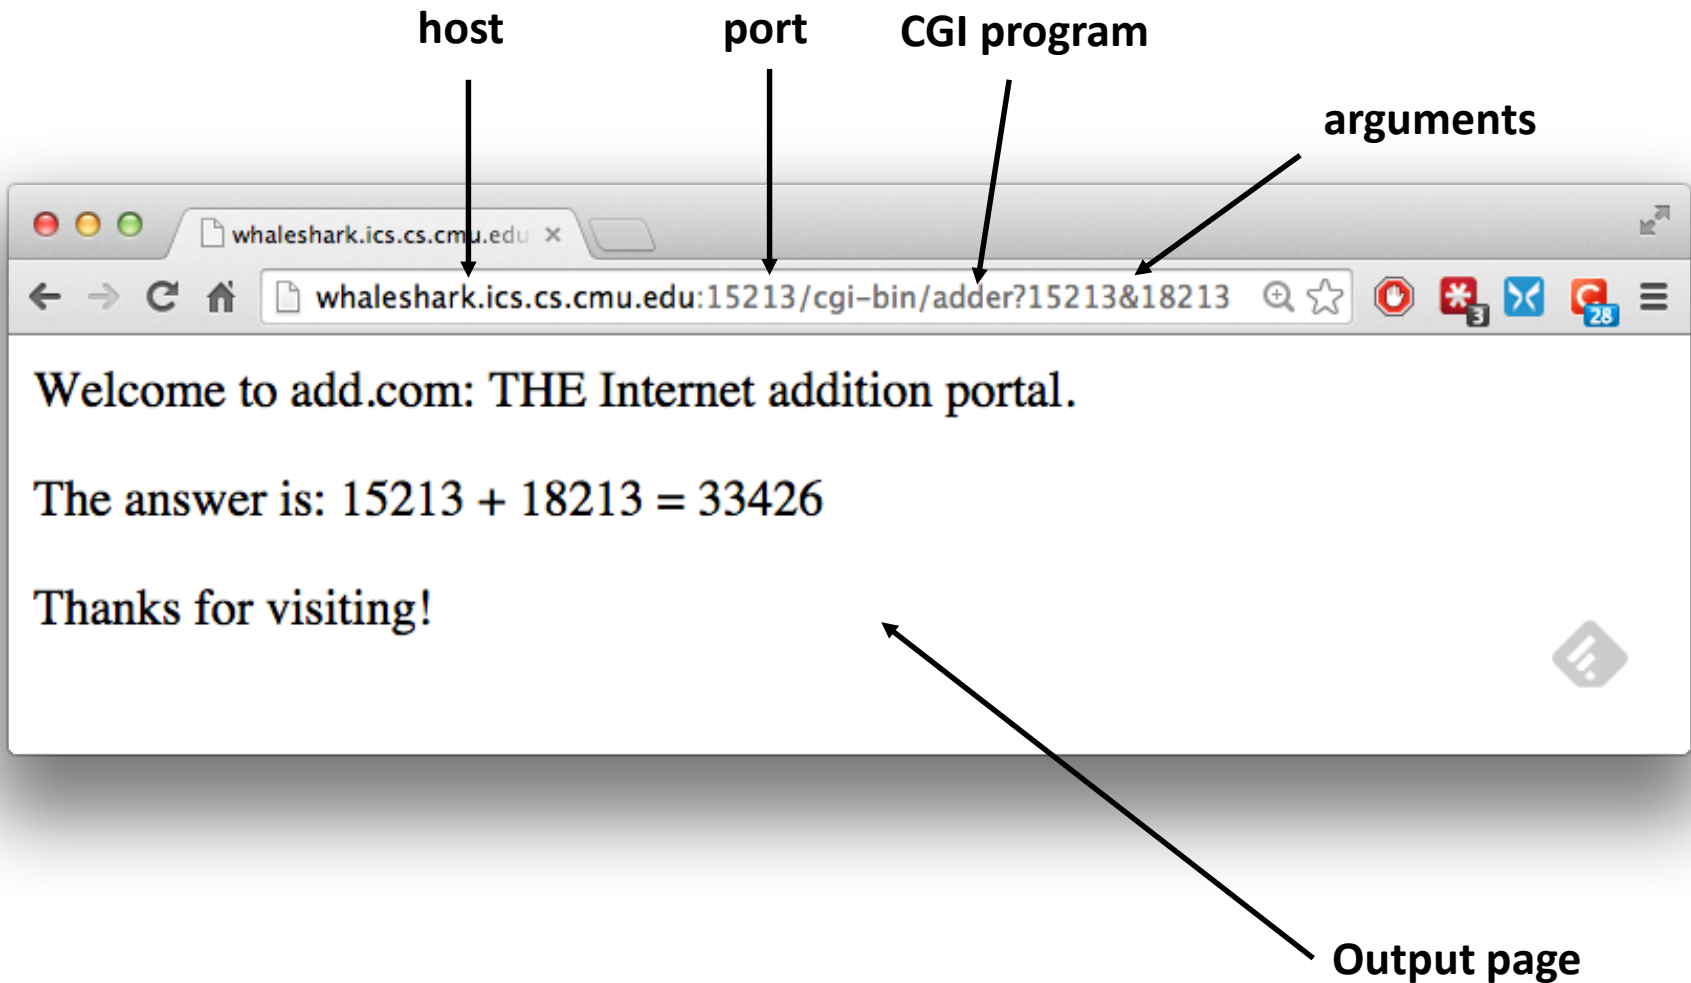 host
port
CGI program
arguments
whaleshark.ics.cs.cmu.edu
whaleshark.ics.cs.cmu.edu:15213/cgi-bin/adder?15213&18213
3
28
Welcome to add.com: THE Internet addition portal.
The answer is: 15213 + 18213 = 33426
Thanks for visiting!
Output page